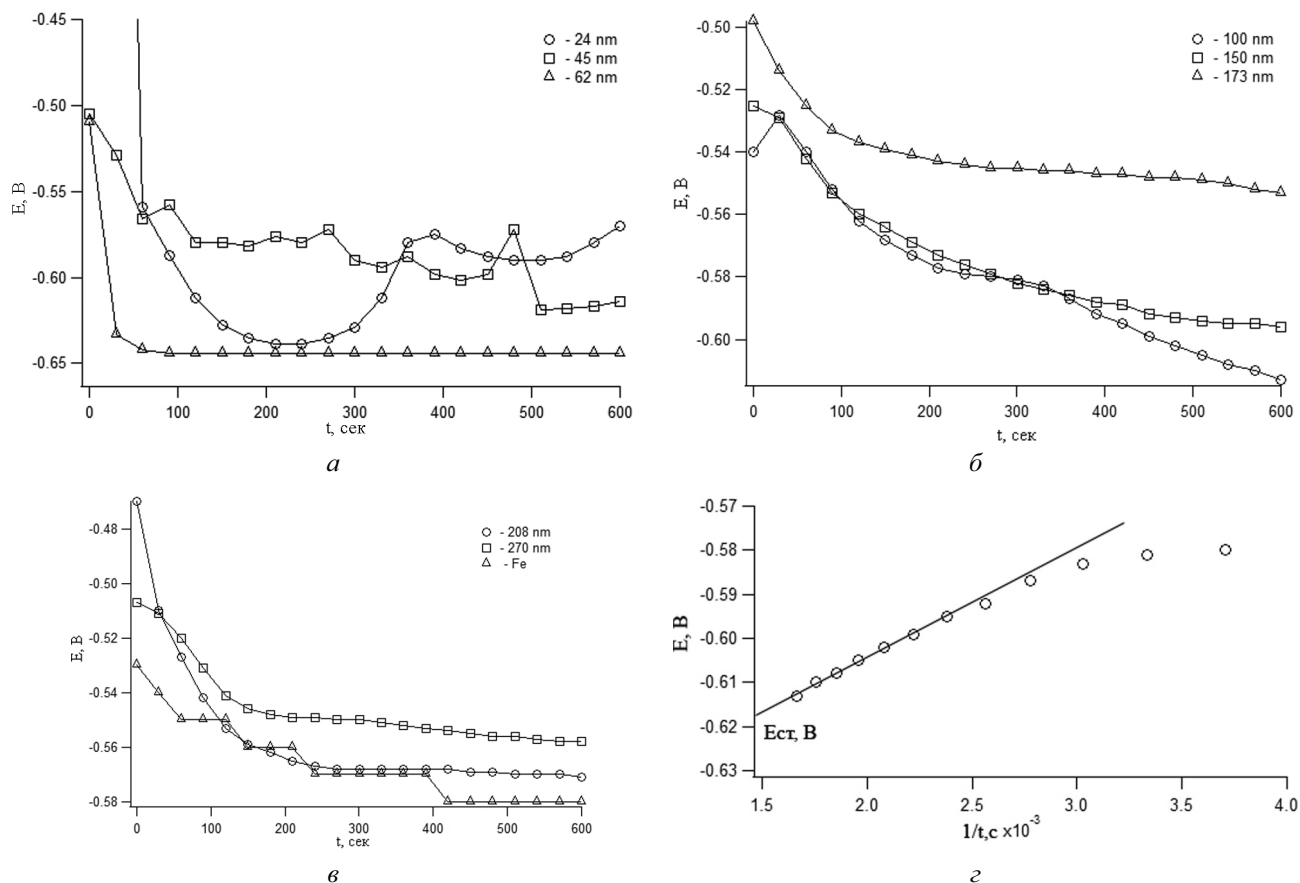 -0.45
-0.50
-0.55
-0.60
-0.65
E, В
0 100 200 300 400 500 600
t, сек
- 24 nm
- 45 nm
- 62 nm
а
-0.50
-0.52
-0.54
-0.56
-0.58
-0.60
E, В
0 100 200 300 400 500 600
t, сек
- 100 nm
- 150 nm
- 173 nm
б
-0.48
-0.50
-0.52
-0.54
-0.56
-0.58
E, В
0 100 200 300 400 500 600
t, сек
- 208 nm
- 270 nm
- Fe
в
-0.57
-0.58
-0.59
-0.60
-0.61
-0.62
-0.63
E, В
Ест, В
1.5 2.0 2.5 3.0 3.5 4.0
1/t,c ×10⁻³
г